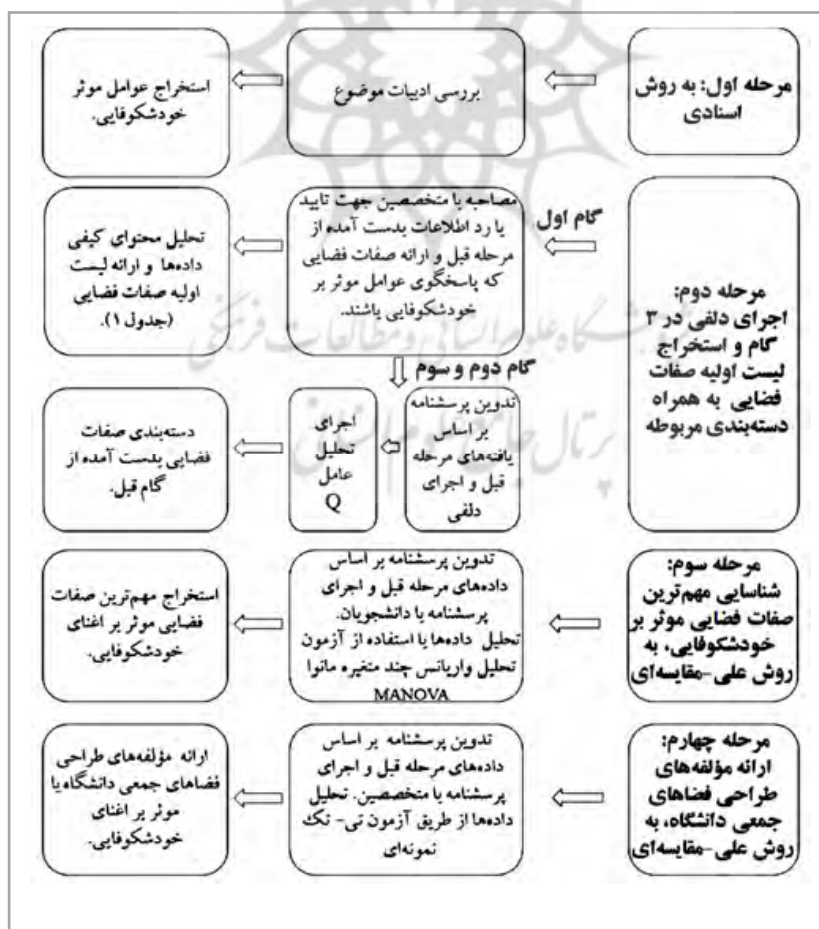 مرحله اول: به روش
اسنادی
بررسی ادبیات موضوع
استخراج عوامل موثر
خودشکوفایی.
مرحله دوم:
اجرای دلفی در ۳
گام و استخراج
لیست اولیه صفات
فضایی به همراه
دسته‌بندی مربوطه
گام اول
مصاحبه با متخصصین جهت تایید
یا رد اطلاعات بدست آمده از
مرحله قبل و ارائه صفات فضایی
که پاسخگوی عوامل موثر بر
خودشکوفایی باشند.
تحلیل محتوای کیفی
داده‌ها و ارائه لیست
اولیه صفات فضایی
(جدول ۱).
گام دوم و سوم
تدوین پرسشنامه
بر اساس
یافته‌های مرحله
قبل و اجرای
دلفی
اجرای
تحلیل
عامل
Q
دسته‌بندی صفات
فضایی بدست آمده از
گام قبل.
مرحله سوم:
شناسایی مهم‌ترین
صفات فضایی موثر بر
خودشکوفایی، به
روش علی-مقایسه‌ای
تدوین پرسشنامه بر اساس
داده‌های مرحله قبل و اجرای
پرسشنامه با دانشجویان.
تحلیل داده‌ها با استفاده از آزمون
تحلیل واریانس چند متغیره مانوا
MANOVA
استخراج مهم‌ترین صفات
فضایی موثر بر اغنای
خودشکوفایی.
مرحله چهارم:
ارائه مؤلفه‌های
طراحی فضاهای
جمعی دانشگاه، به
روش علی-مقایسه‌ای
تدوین پرسشنامه بر اساس
داده‌های مرحله قبل و اجرای
پرسشنامه با متخصصین. تحلیل
داده‌ها از طریق آزمون تی- تک
نمونه‌ای
ارائه مؤلفه‌های طراحی
فضاهای جمعی دانشگاه با
موثر بر اغنای
خودشکوفایی.
پژوهشگاه علوم انسانی و مطالعات فرهنگی
پرتال جامع علوم انسانی